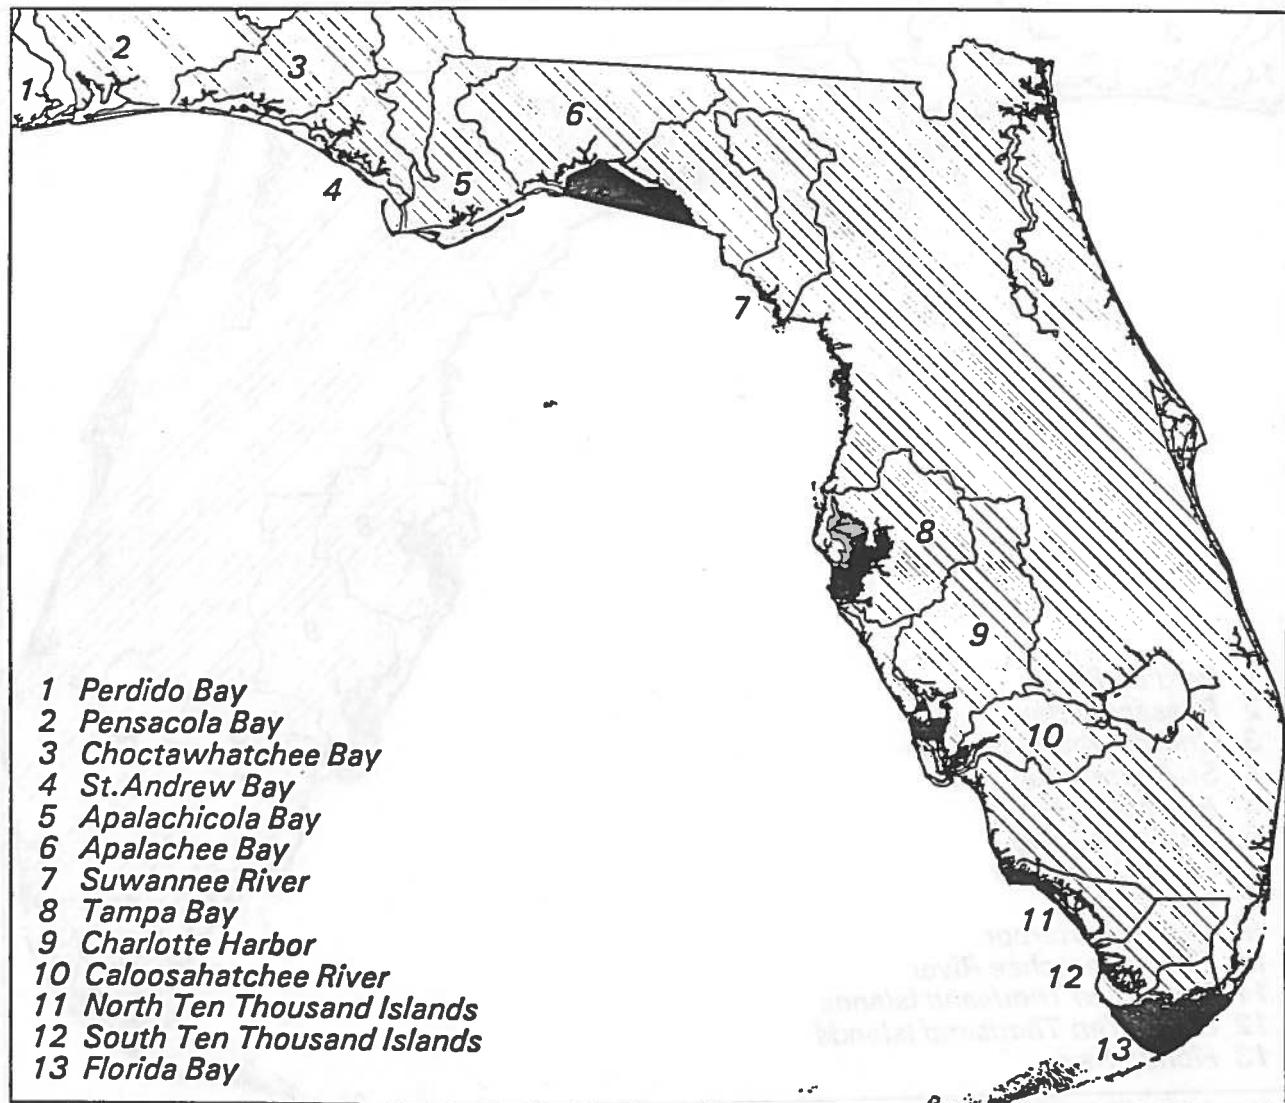 2
3
1
6
4
5
7
8
9
10
11
12
13
1 Perdido Bay
2 Pensacola Bay
3 Choctawhatchee Bay
4 St.Andrew Bay
5 Apalachicola Bay
6 Apalachee Bay
7 Suwannee River
8 Tampa Bay
9 Charlotte Harbor
10 Caloosahatchee River
11 North Ten Thousand Islands
12 South Ten Thousand Islands
13 Florida Bay